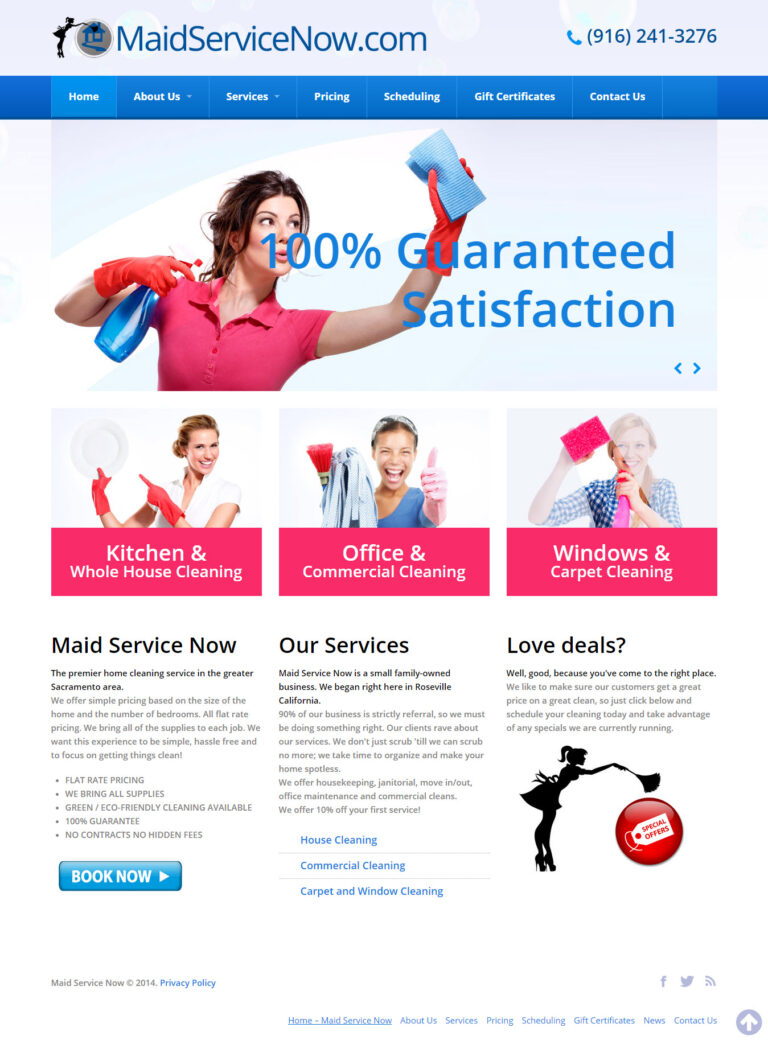 MaidServiceNow.com
(916) 241-3276
Home About Us Services Pricing Scheduling Gift Certificates Contact Us
100% Guaranteed
Satisfaction
Kitchen &
Whole House Cleaning
Office &
Commercial Cleaning
Windows &
Carpet Cleaning
Maid Service Now
The premier home cleaning service in the greater
Sacramento area.
We offer simple pricing based on the size of the
home and the number of bedrooms. All flat rate
pricing. We bring all of the supplies to each job. We
want this experience to be simple, hassle free and
to focus on getting things clean!
FLAT RATE PRICING
WE BRING ALL SUPPLIES
GREEN / ECO-FRIENDLY CLEANING AVAILABLE
100% GUARANTEE
NO CONTRACTS NO HIDDEN FEES
BOOK NOW
Our Services
Maid Service Now is a small family-owned
business. We began right here in Roseville
California.
90% of our business is strictly referral, so we must
be doing something right. Our clients rave about
our services. We don't just scrub 'till we can scrub
no more; we take time to organize and make your
home spotless.
We offer housekeeping, janitorial, move in/out,
office maintenance and commercial cleans.
We offer 10% off your first service!
House Cleaning
Commercial Cleaning
Carpet and Window Cleaning
Love deals?
Well, good, because you've come to the right place.
We like to make sure our customers get a great
price on a great clean, so just click below and
schedule your cleaning today and take advantage
of any specials we are currently running.
SPECIAL
OFFERS
Maid Service Now © 2014. Privacy Policy
Home – Maid Service Now About Us Services Pricing Scheduling Gift Certificates News Contact Us